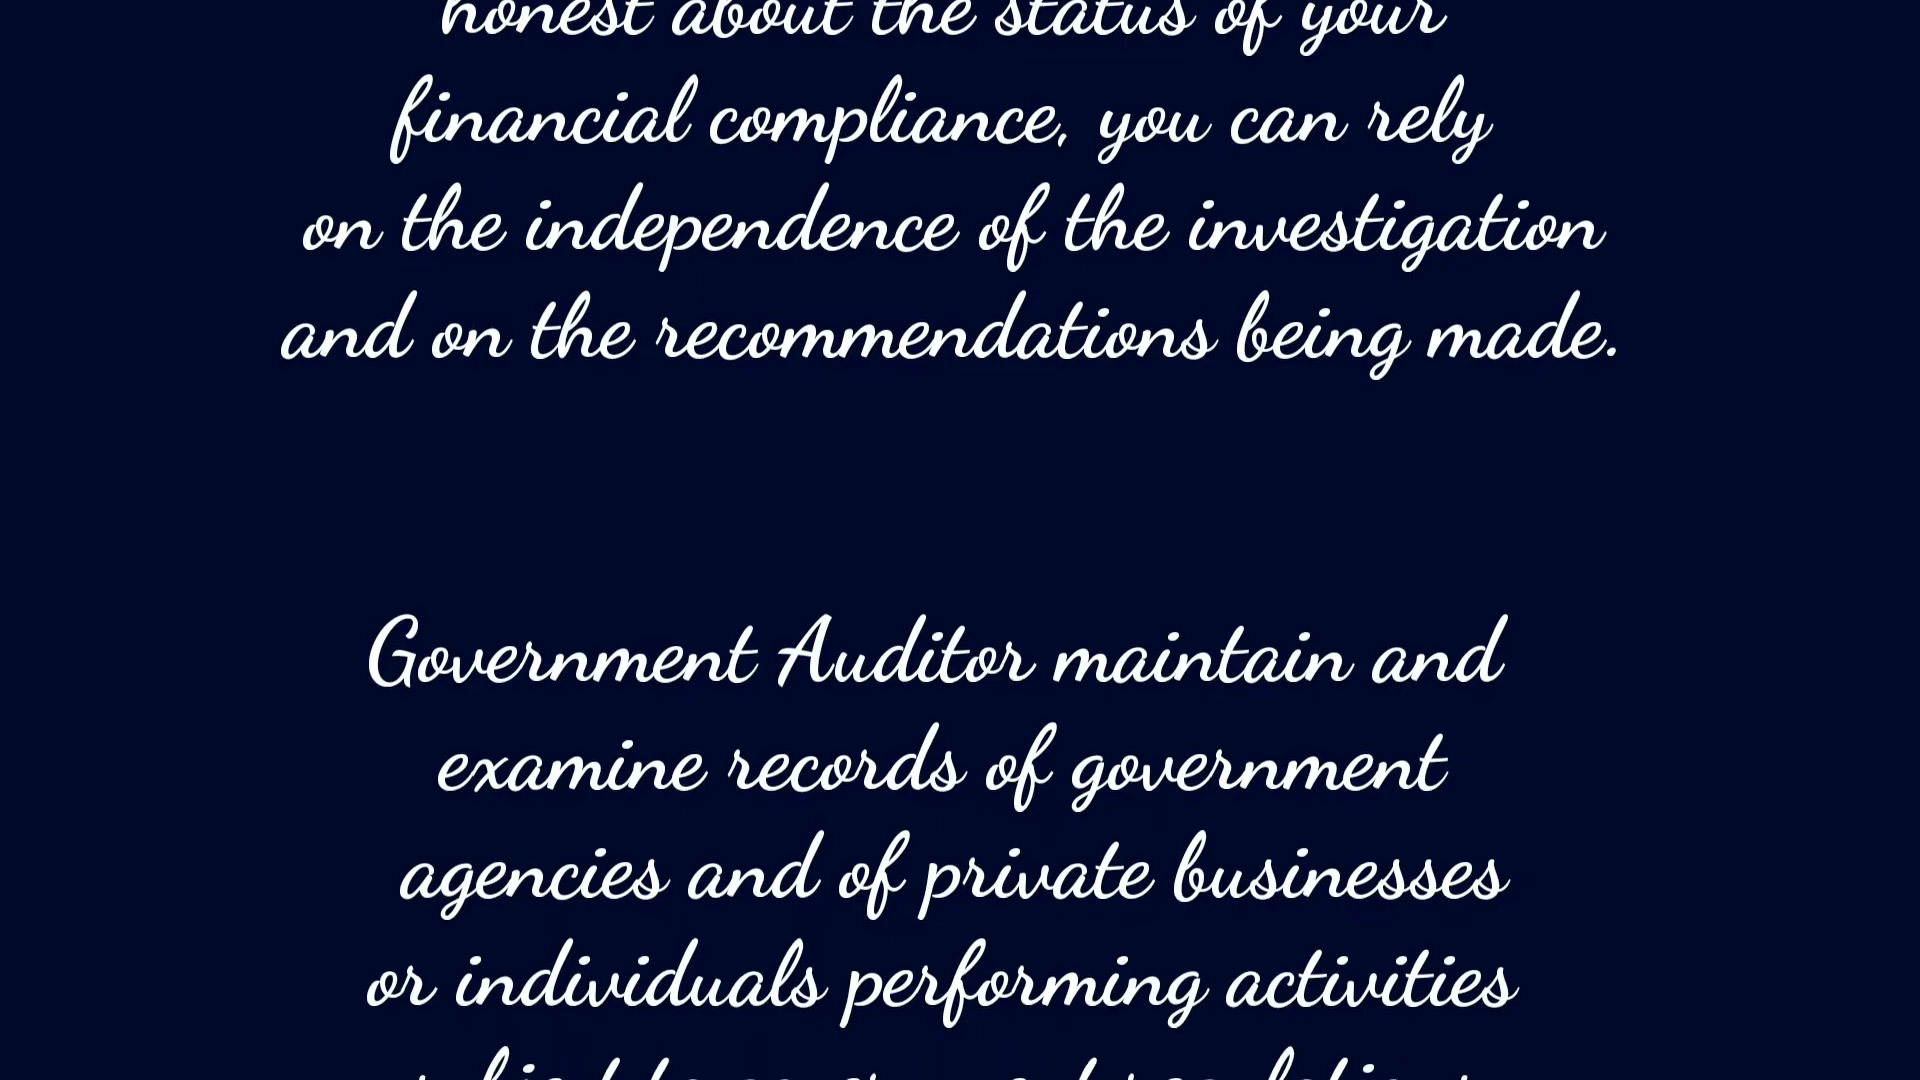 honest about the status of your
financial compliance, you can rely
on the independence of the investigation
and on the recommendations being made.
Government Auditor maintain and
examine records of government
agencies and of private businesses
or individuals performing activities